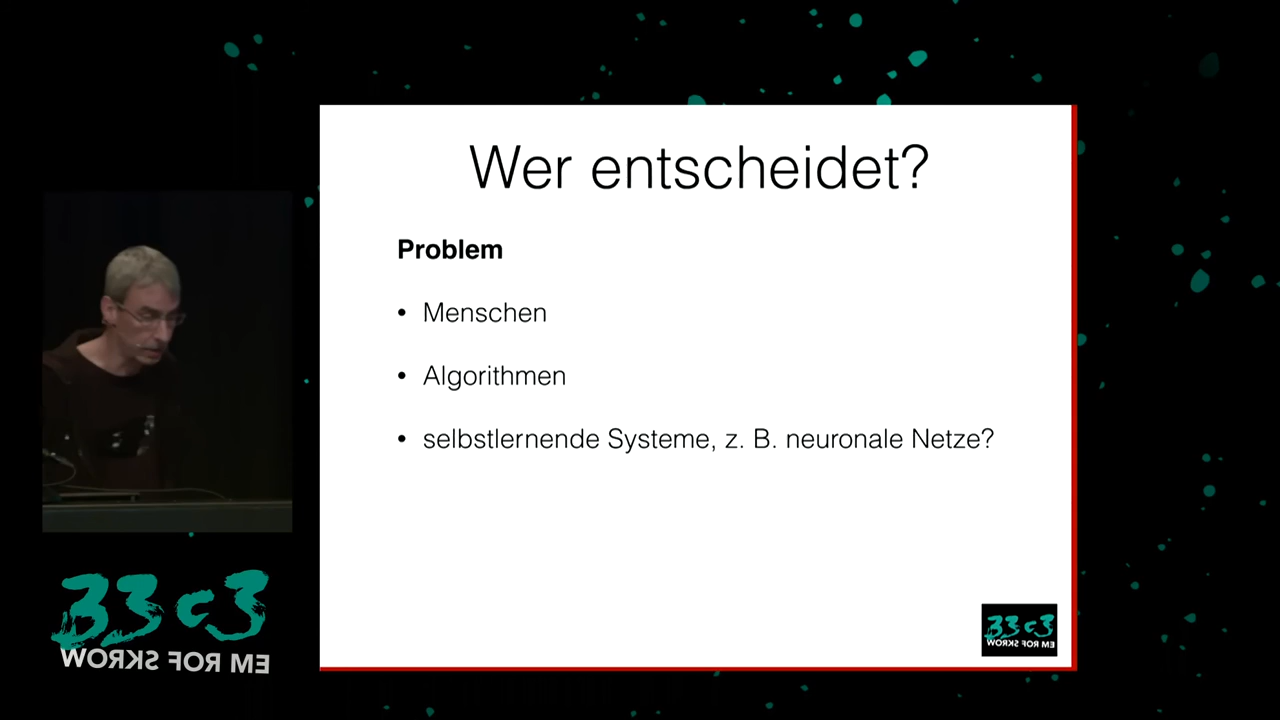 Wer entscheidet?
Problem
• Menschen
• Algorithmen
• selbstlernende Systeme, z. B. neuronale Netze?
33c3
WORKS FOR ME
33c3
WORKS FOR ME